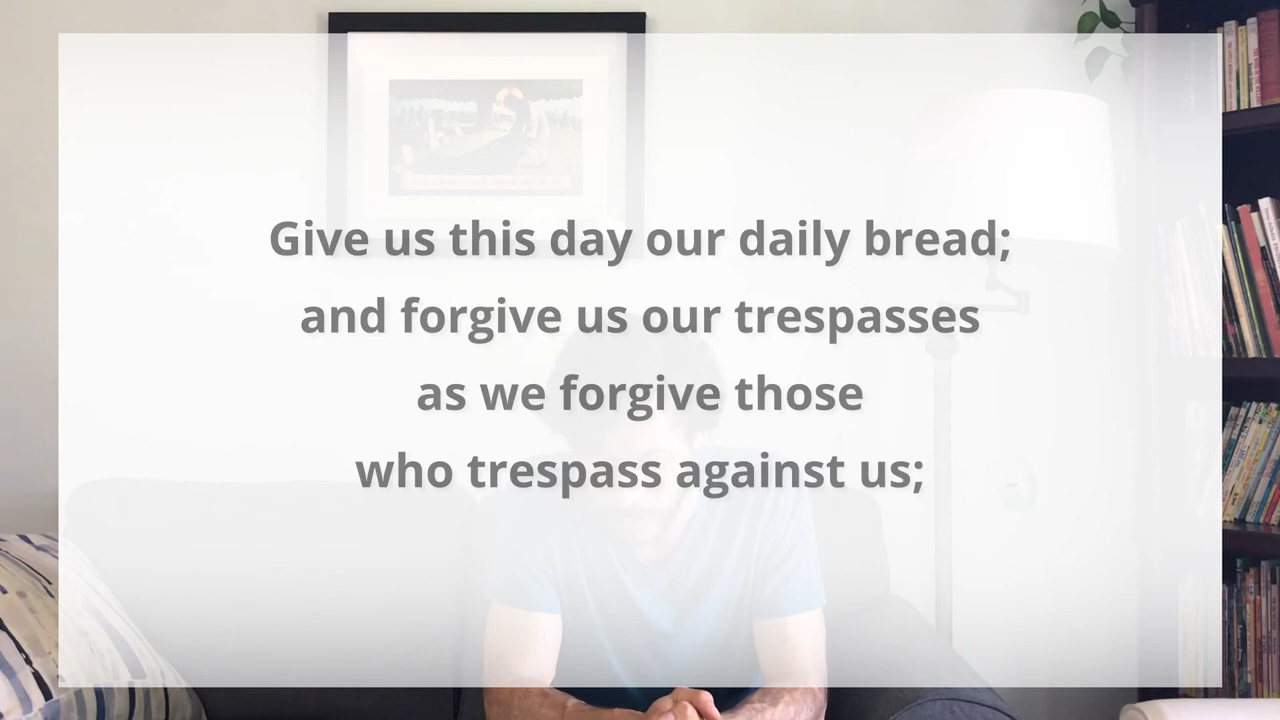 Give us this day our daily bread;
and forgive us our trespasses
as we forgive those
who trespass against us;